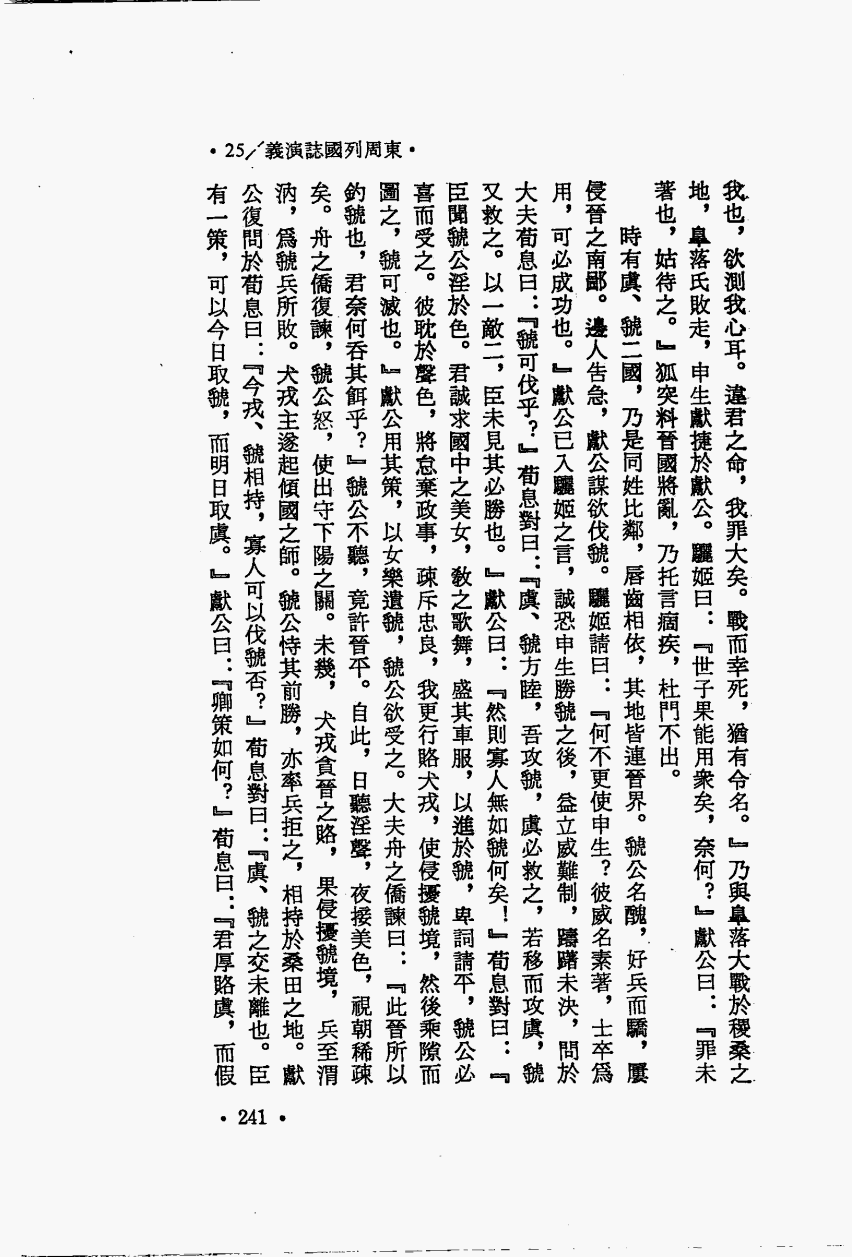 •東周列國誌演義／25•
我也，欲測我心耳。違君之命，我罪大矣。戰而幸死，猶有令名。』乃與臯落大戰於稷桑之
地，臯落氏敗走，申生獻捷於獻公。驪姬曰：『世子果能用衆矣，奈何？』獻公曰：『罪未
著也，姑待之。』狐突料晉國將亂，乃托言痼疾，杜門不出。
時有虞、虢二國，乃是同姓比鄰，唇齒相依，其地皆連晉界。虢公名醜，好兵而驕，屢
侵晉之南鄙。邊人告急，獻公謀欲伐虢。驪姬請曰：『何不更使申生？彼威名素著，士卒爲
用，可必成功也。』獻公已入驪姬之言，誠恐申生勝虢之後，益立威難制，躊躇未決，問於
大夫荀息曰：『虢可伐乎？』荀息對曰：『虞、虢方睦，吾攻虢，虞必救之，若移而攻虞，虢
又救之。以一敵二，臣未見其必勝也。』獻公曰：『然則寡人無如虢何矣！』荀息對曰：『
臣聞虢公淫於色。君誠求國中之美女，教之歌舞，盛其車服，以進於虢，卑詞請平，虢公必
喜而受之。彼耽於聲色，將怠棄政事，疎斥忠良，我更行賂犬戎，使侵擾虢境，然後乘隙而
圖之，虢可滅也。』獻公用其策，以女樂遺虢，虢公欲受之。大夫舟之僑諫曰：『此晉所以
釣虢也，君奈何吞其餌乎？』虢公不聽，竟許晉平。自此，日聽淫聲，夜接美色，視朝稀疎
矣。舟之僑復諫，虢公怒，使出守下陽之關。未幾，犬戎貪晉之賂，果侵擾虢境，兵至渭
汭，爲虢兵所敗。犬戎主遂起傾國之師。虢公恃其前勝，亦率兵拒之，相持於桑田之地。獻
公復問於荀息曰：『今戎、虢相持，寡人可以伐虢否？』荀息對曰：『虞、虢之交未離也。臣
有一策，可以今日取虢，而明日取虞。』獻公曰：『卿策如何？』荀息曰：『君厚賂虞，而假
•241•